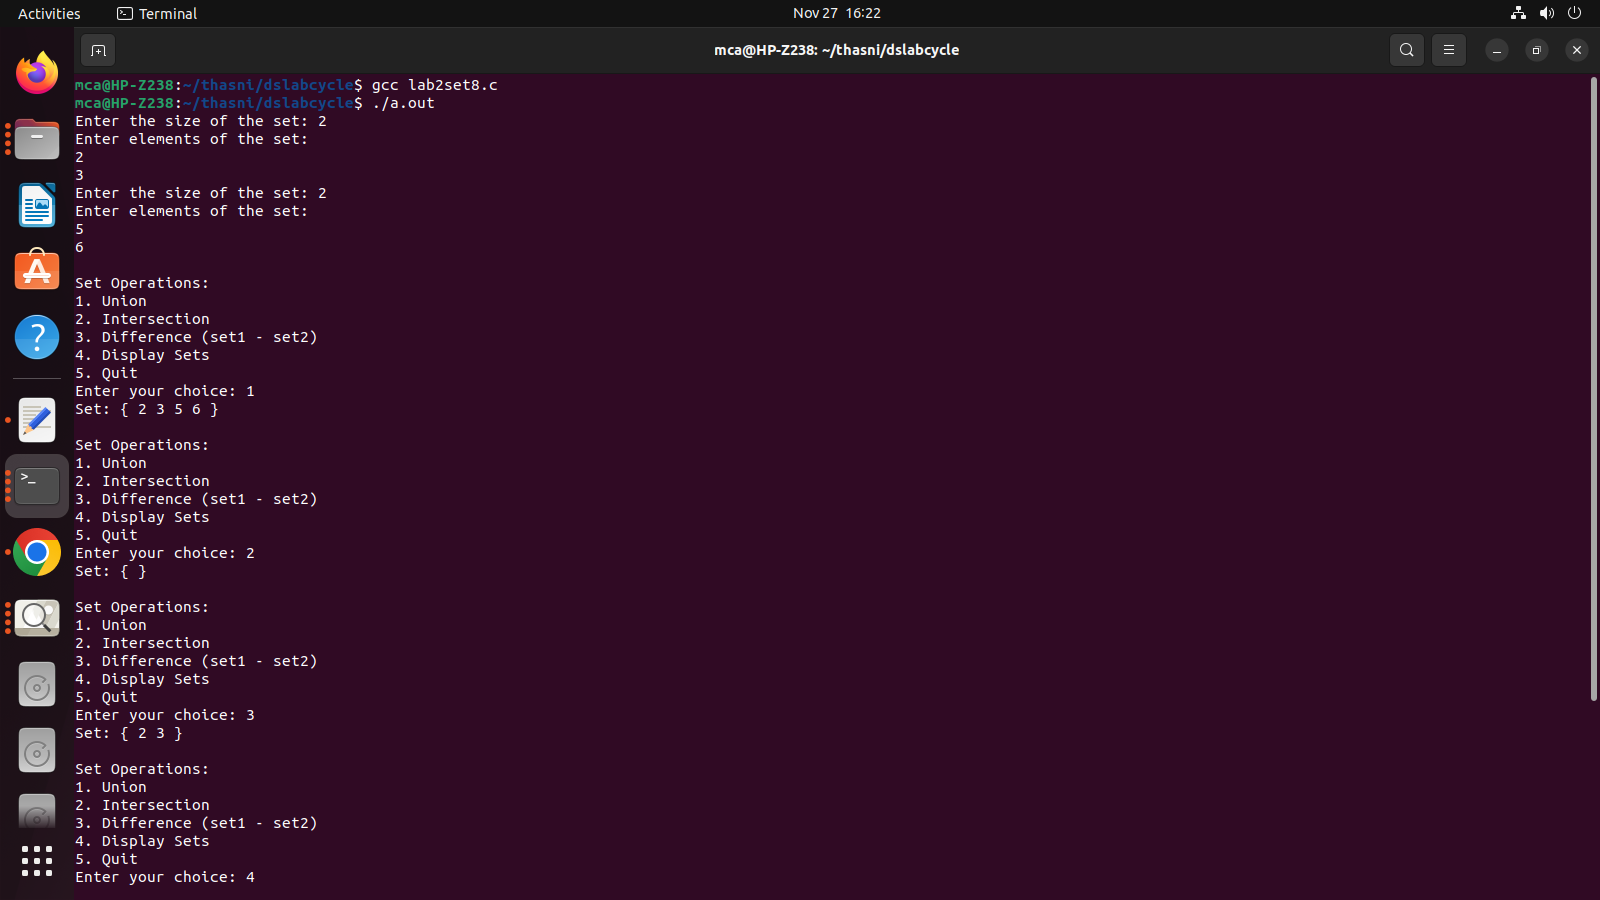 Activities
Terminal
Nov 27 16:22
mca@HP-Z238: ~/thasni/dslabcycle
mca@HP-Z238:~/thasni/dslabcycle$ gcc lab2set8.c
mca@HP-Z238:~/thasni/dslabcycle$ ./a.out
Enter the size of the set: 2
Enter elements of the set:
2
3
Enter the size of the set: 2
Enter elements of the set:
5
6
Set Operations:
1. Union
2. Intersection
3. Difference (set1 - set2)
4. Display Sets
5. Quit
Enter your choice: 1
Set: { 2 3 5 6 }
Set Operations:
1. Union
2. Intersection
3. Difference (set1 - set2)
4. Display Sets
5. Quit
Enter your choice: 2
Set: { }
Set Operations:
1. Union
2. Intersection
3. Difference (set1 - set2)
4. Display Sets
5. Quit
Enter your choice: 3
Set: { 2 3 }
Set Operations:
1. Union
2. Intersection
3. Difference (set1 - set2)
4. Display Sets
5. Quit
Enter your choice: 4